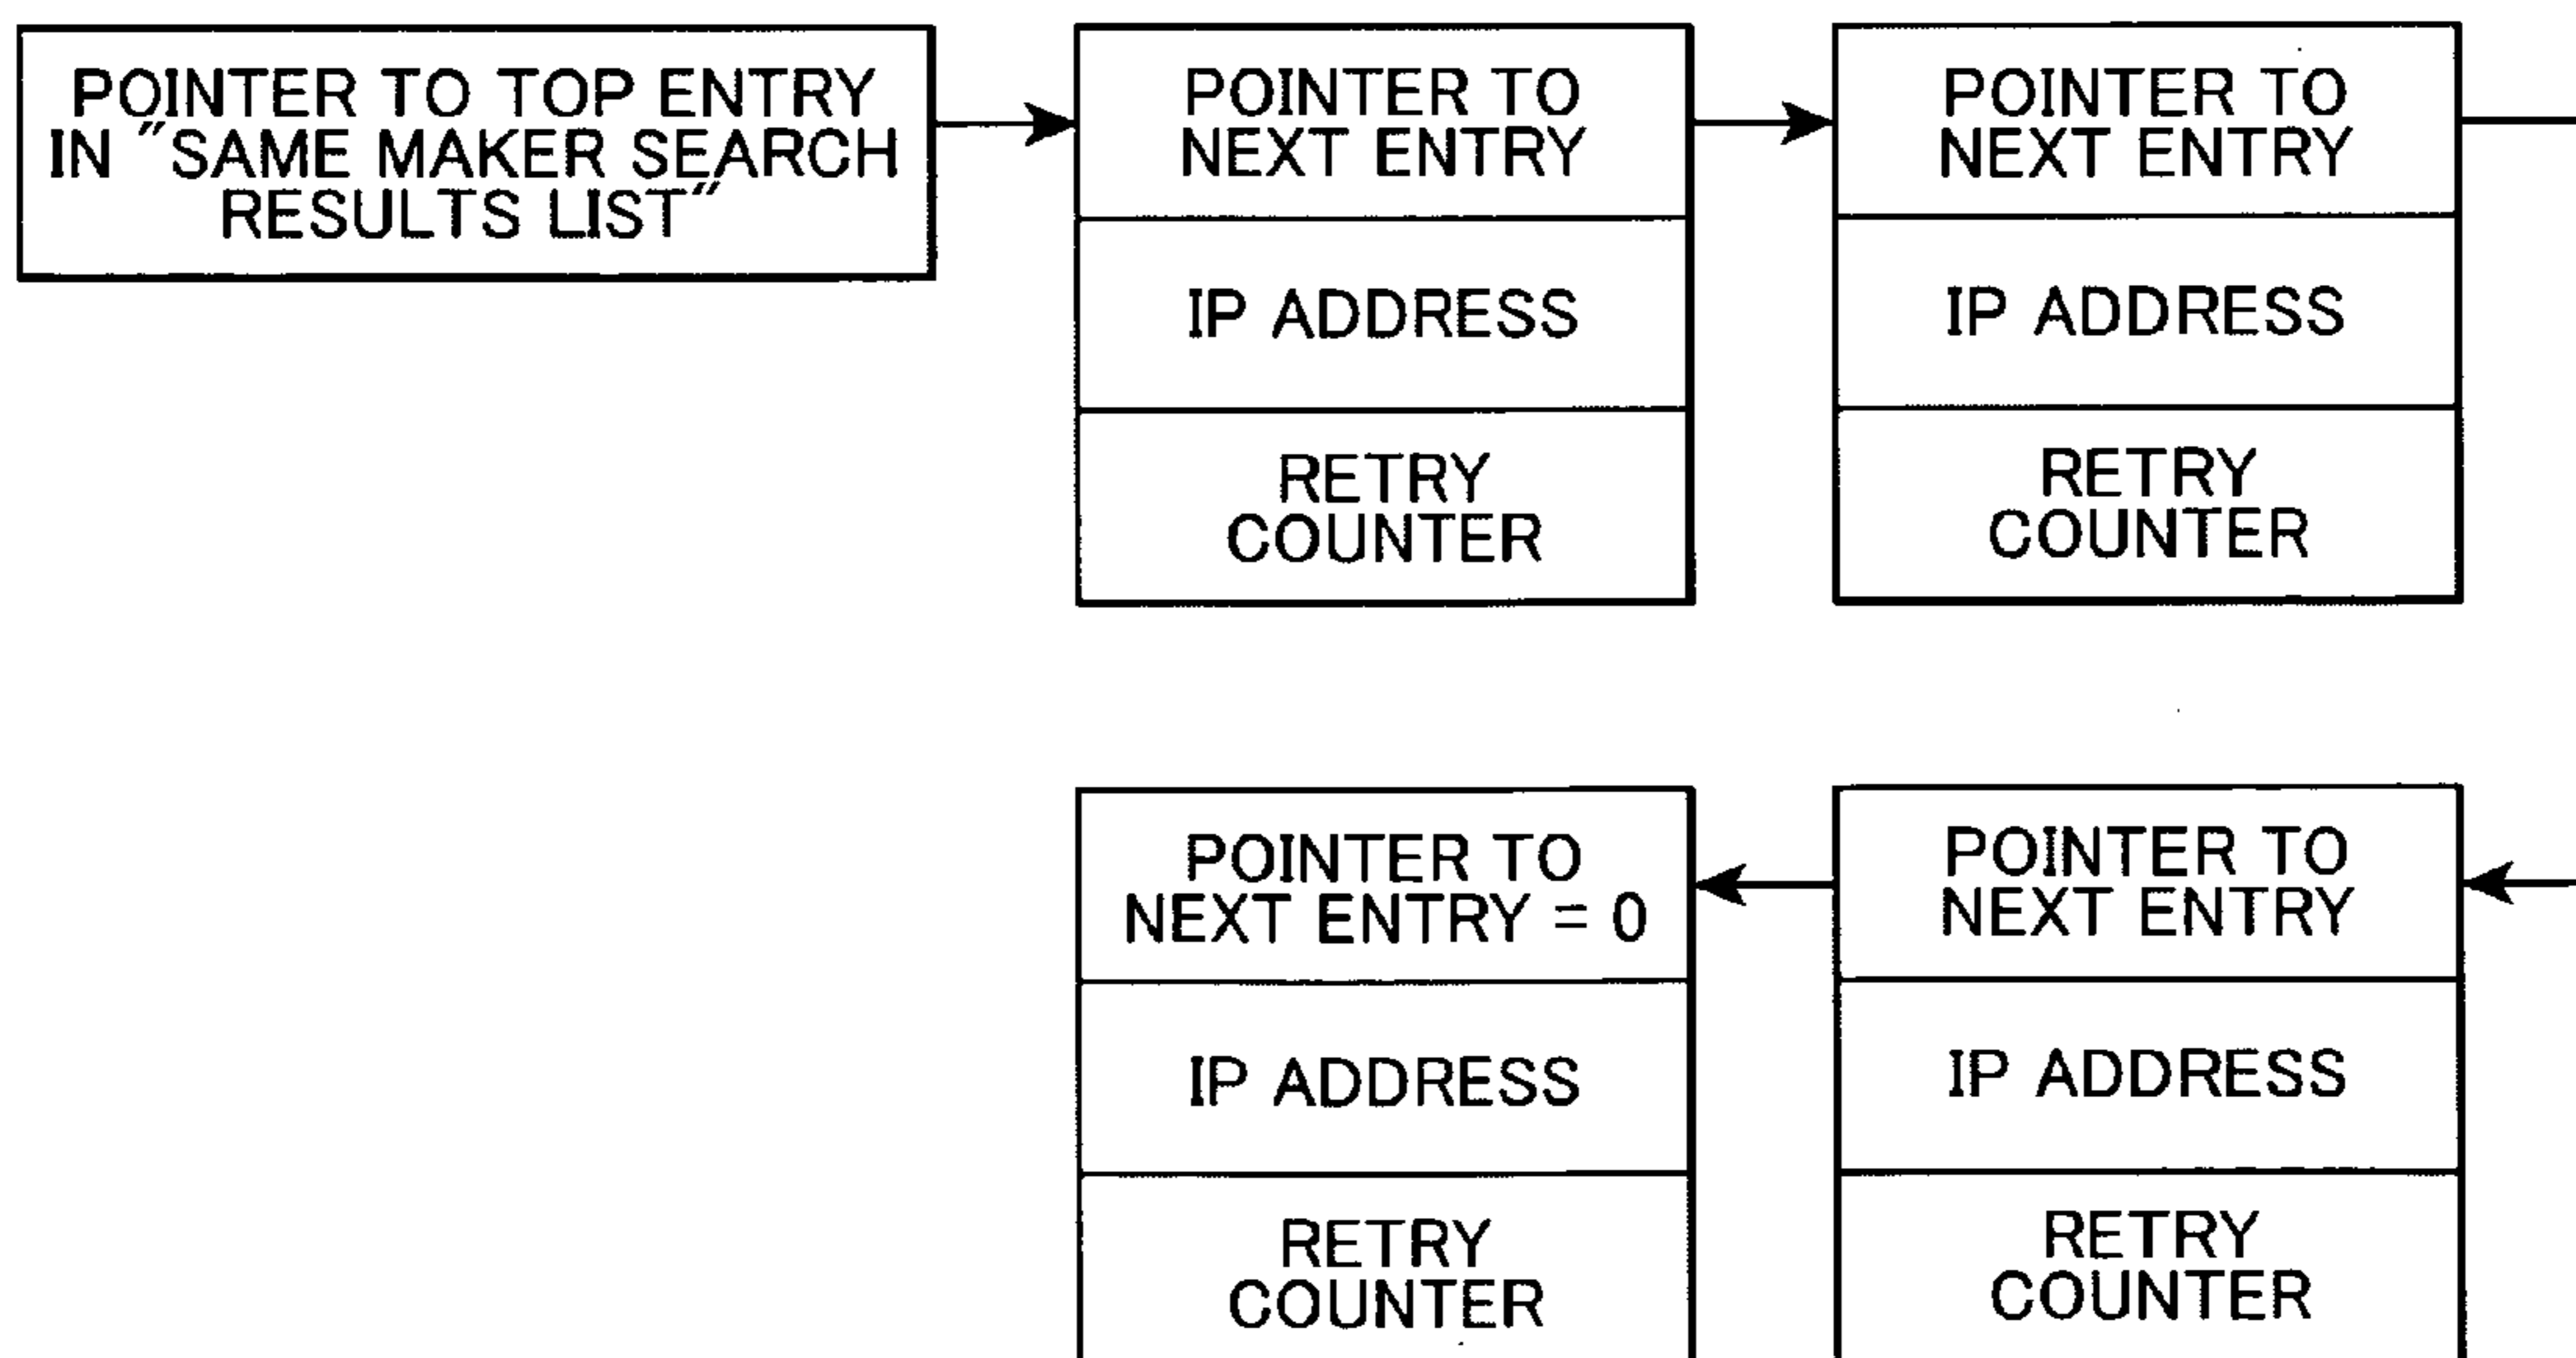 POINTER TO TOP ENTRY
IN "SAME MAKER SEARCH
RESULTS LIST"
POINTER TO
NEXT ENTRY
IP ADDRESS
RETRY
COUNTER
POINTER TO
NEXT ENTRY
IP ADDRESS
RETRY
COUNTER
POINTER TO
NEXT ENTRY = 0
IP ADDRESS
RETRY
COUNTER
POINTER TO
NEXT ENTRY
IP ADDRESS
RETRY
COUNTER